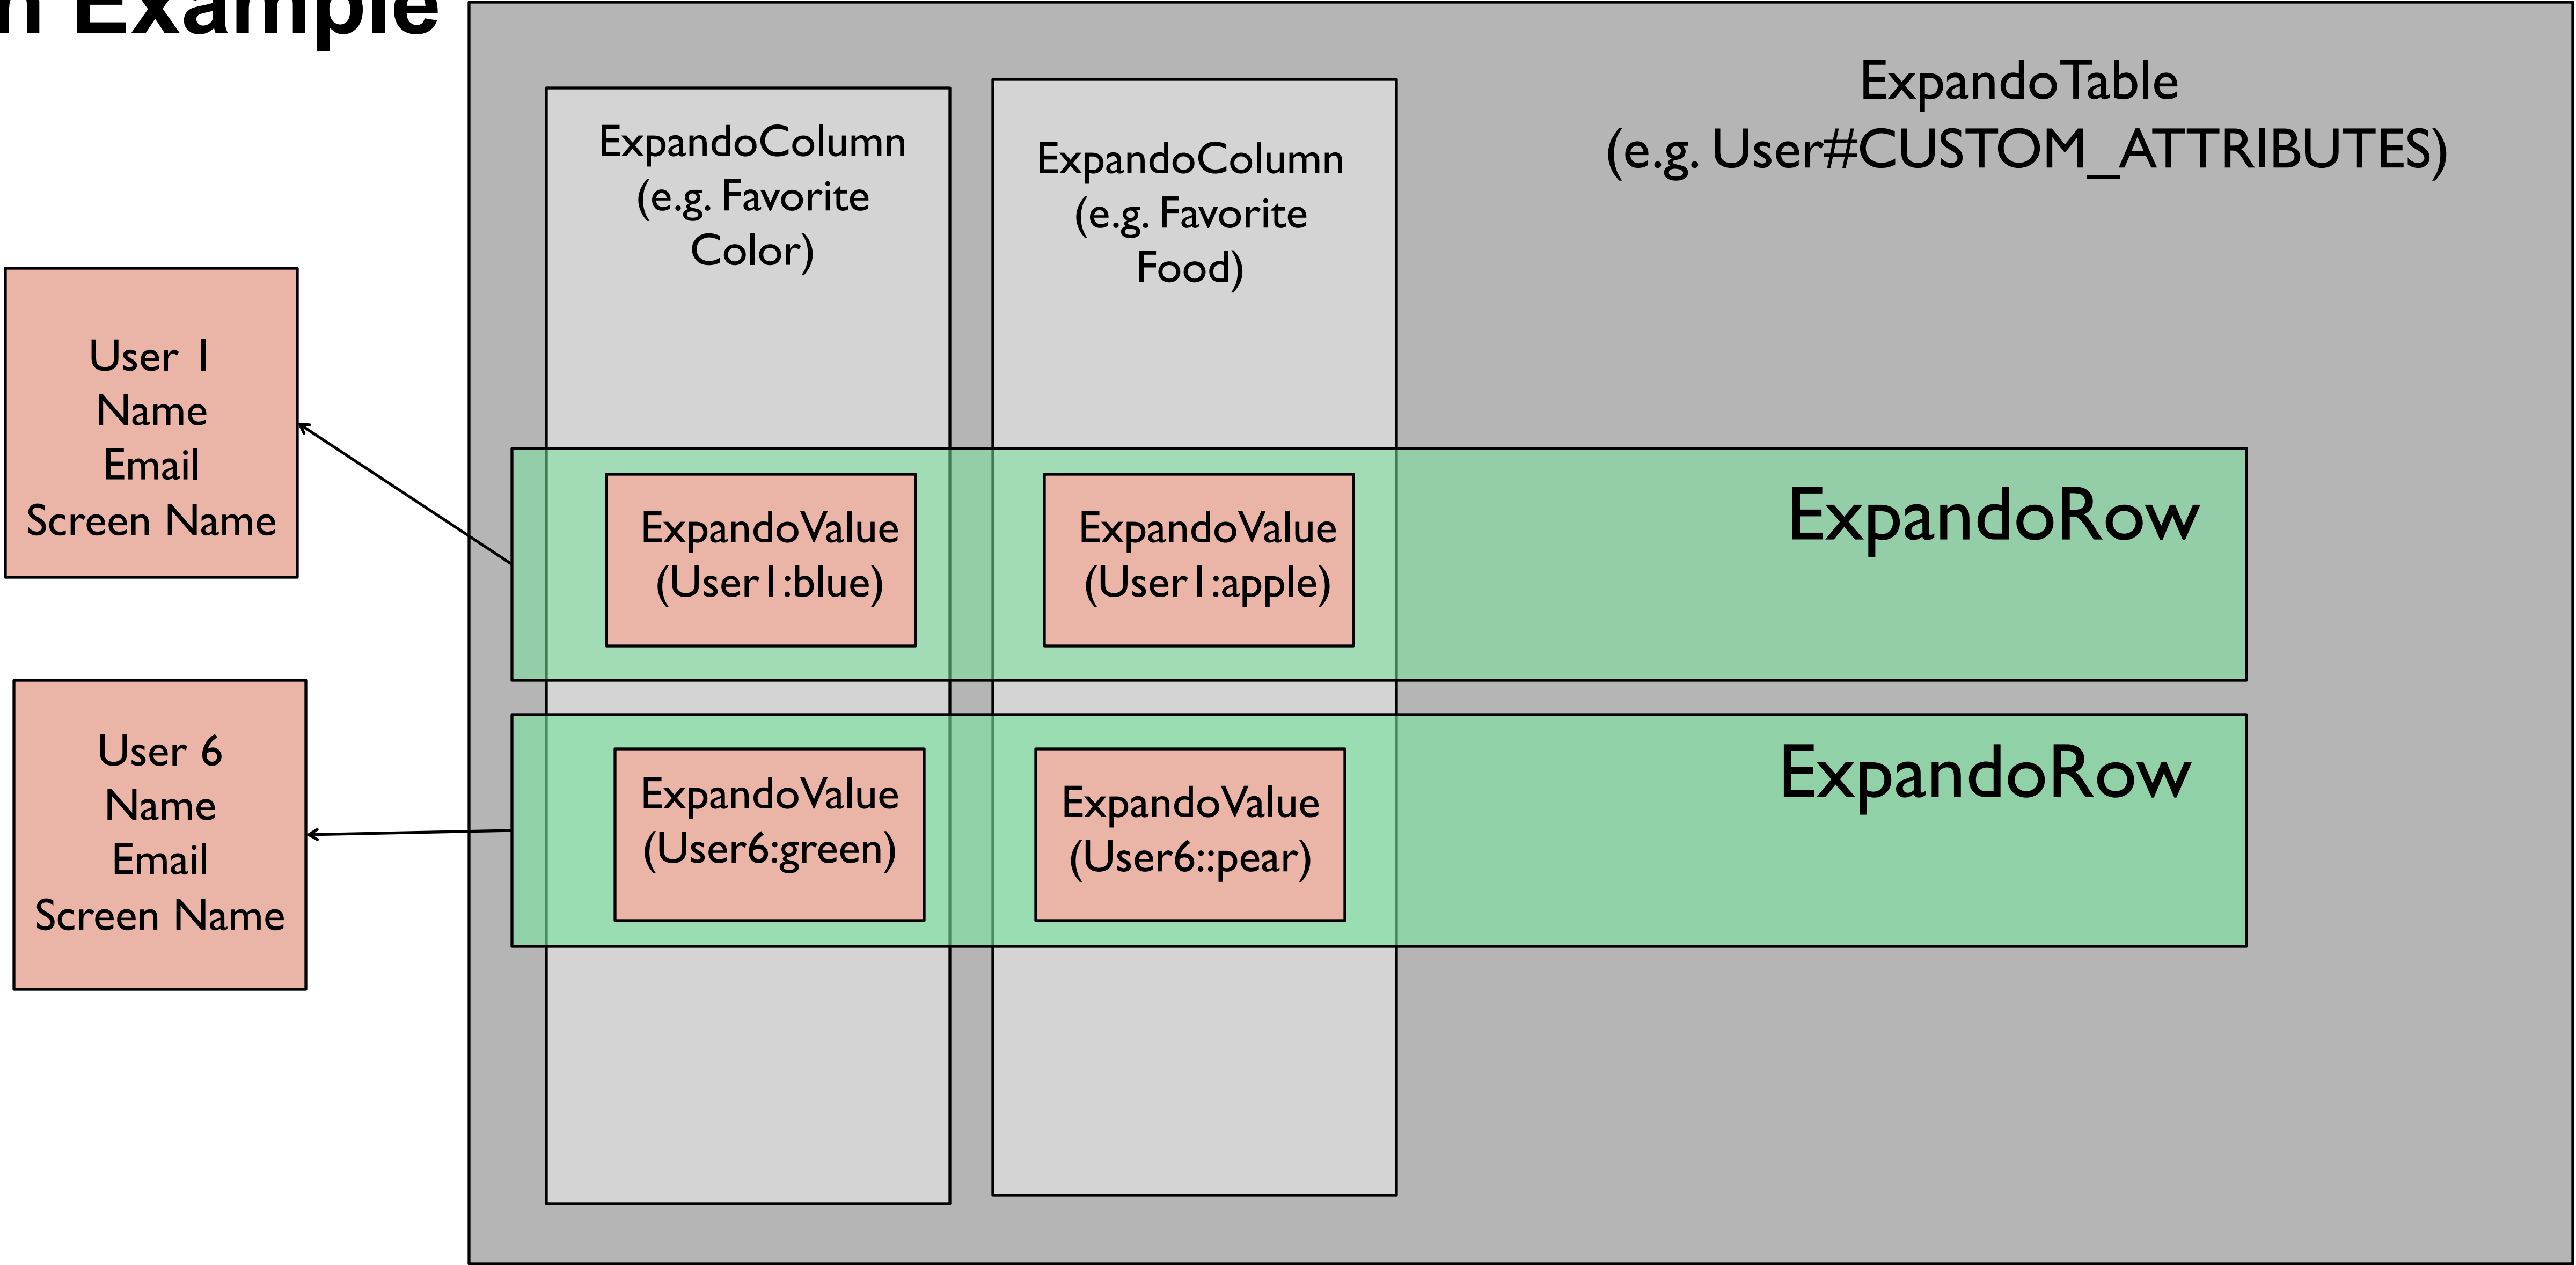 n Example
ExpandoTable
(e.g. User#CUSTOM_ATTRIBUTES)
ExpandoColumn
(e.g. Favorite
Color)
ExpandoColumn
(e.g. Favorite
Food)
User 1
Name
Email
Screen Name
ExpandoValue
(User1:blue)
ExpandoValue
(User1:apple)
ExpandoRow
User 6
Name
Email
Screen Name
ExpandoValue
(User6:green)
ExpandoValue
(User6::pear)
ExpandoRow